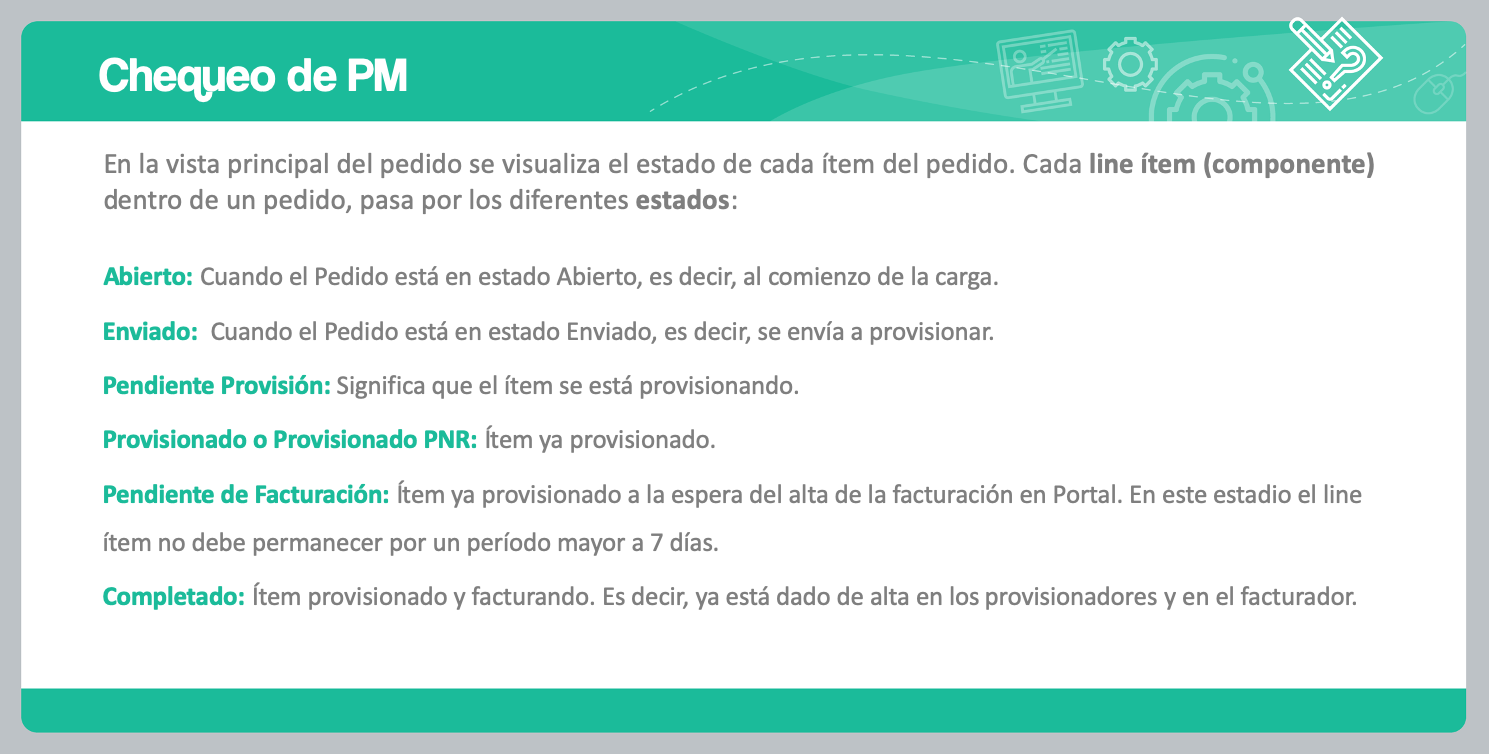 Chequeo de PM
En la vista principal del pedido se visualiza el estado de cada ítem del pedido. Cada line ítem (componente)
dentro de un pedido, pasa por los diferentes estados:
Abierto: Cuando el Pedido está en estado Abierto, es decir, al comienzo de la carga.
Enviado: Cuando el Pedido está en estado Enviado, es decir, se envía a provisionar.
Pendiente Provisión: Significa que el ítem se está provisionando.
Provisionado o Provisionado PNR: Ítem ya provisionado.
Pendiente de Facturación: Ítem ya provisionado a la espera del alta de la facturación en Portal. En este estadio el line
ítem no debe permanecer por un período mayor a 7 días.
Completado: Ítem provisionado y facturando. Es decir, ya está dado de alta en los provisionadores y en el facturador.